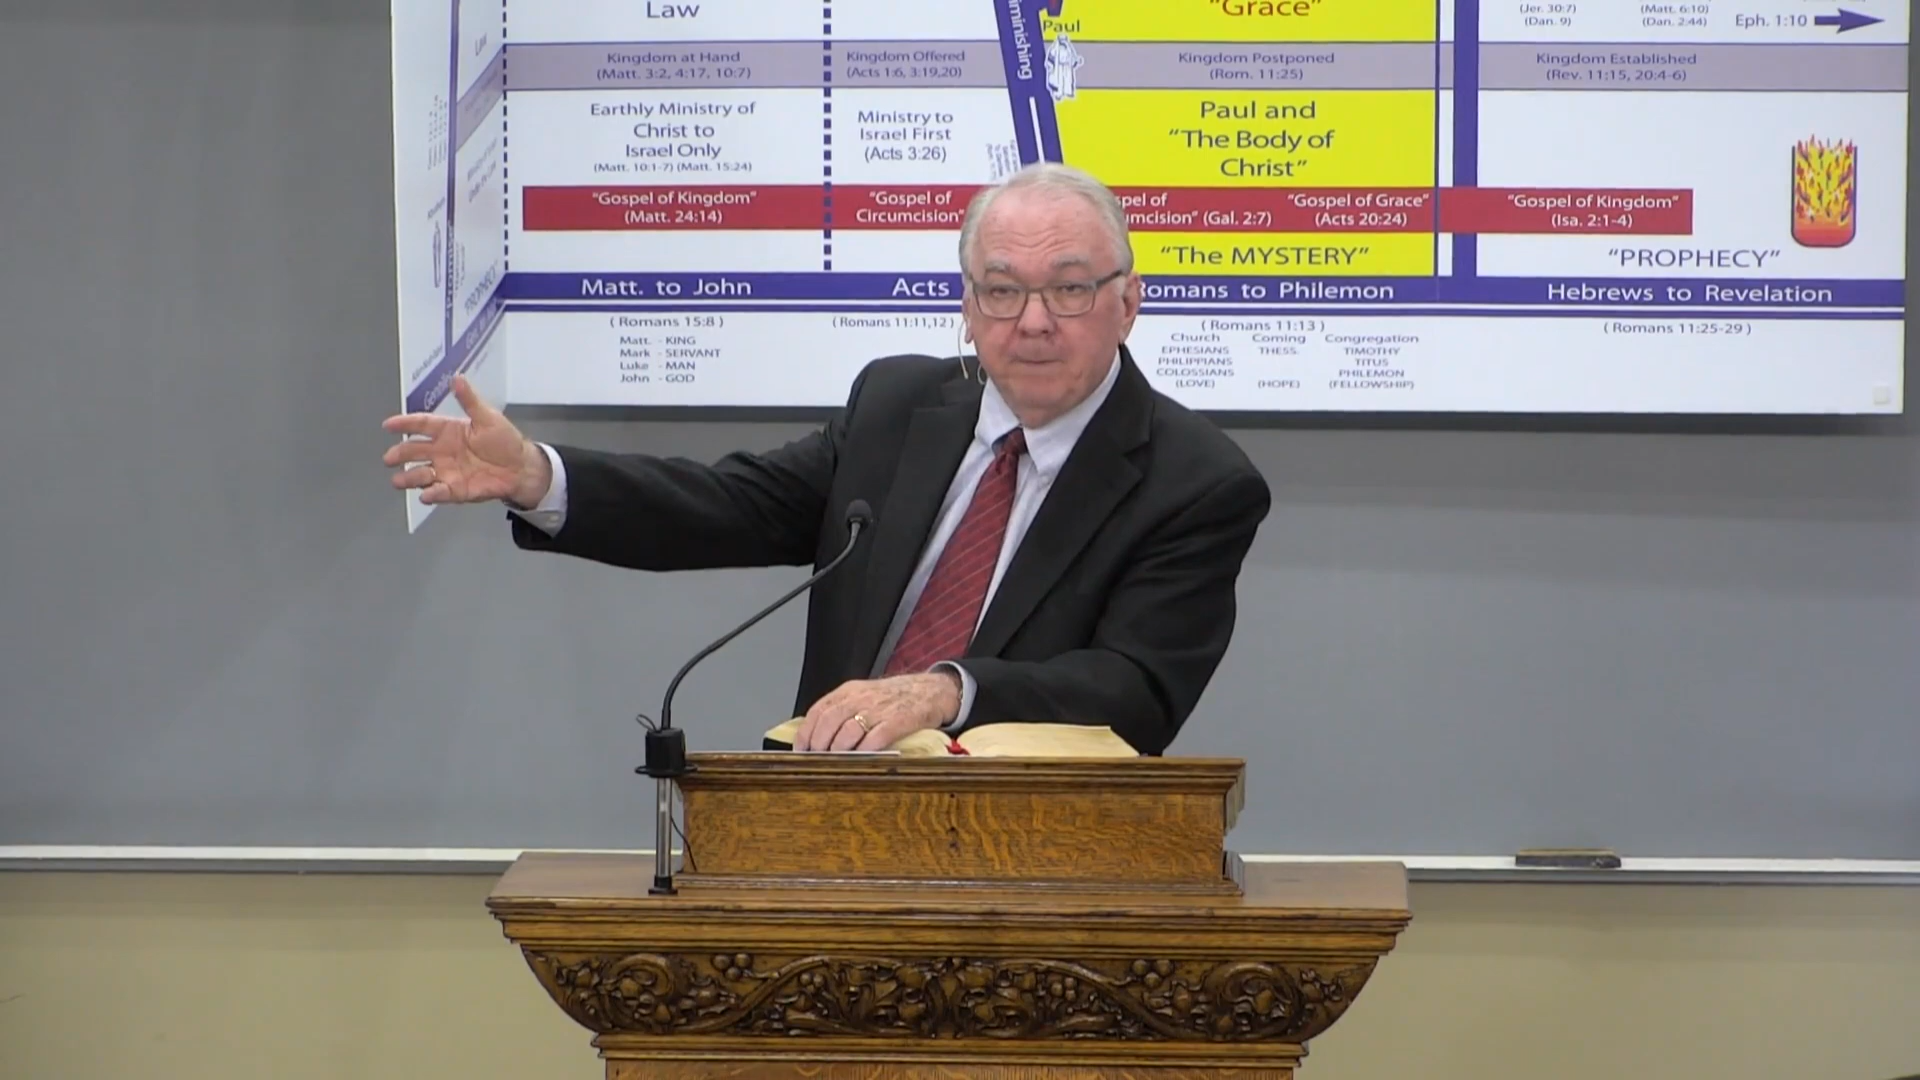 Law
"Grace"
(Jer. 30:7)
(Dan. 9)
(Matt. 6:10)
(Dan. 2:44)
Eph. 1:10
Paul
Law
Kingdom at Hand
(Matt. 3:2, 4:17, 10:7)
Kingdom Offered
(Acts 1:6, 3:19,20)
Kingdom Postponed
(Rom. 11:25)
Kingdom Established
(Rev. 11:15, 20:4-6)
Earthly Ministry of
Christ to
Israel Only
(Matt. 10:1-7) (Matt. 15:24)
Ministry to
Israel First
(Acts 3:26)
Paul and
"The Body of
Christ"
"Gospel of Kingdom"
(Matt. 24:14)
"Gospel of
Circumcision"
(Gal. 2:7)
"Gospel of Grace"
(Acts 20:24)
"Gospel of Kingdom"
(Isa. 2:1-4)
"The MYSTERY"
"PROPHECY"
Matt. to John
Acts
Romans to Philemon
Hebrews to Revelation
(Romans 15:8)
Matt. - KING
Mark - SERVANT
Luke - MAN
John - GOD
(Romans 11:11,12)
(Romans 11:13)
Church
EPHESIANS
PHILIPPIANS
COLOSSIANS
(LOVE)
Coming
THESS.
(HOPE)
Congregation
TIMOTHY
TITUS
PHILEMON
(FELLOWSHIP)
(Romans 11:25-29)